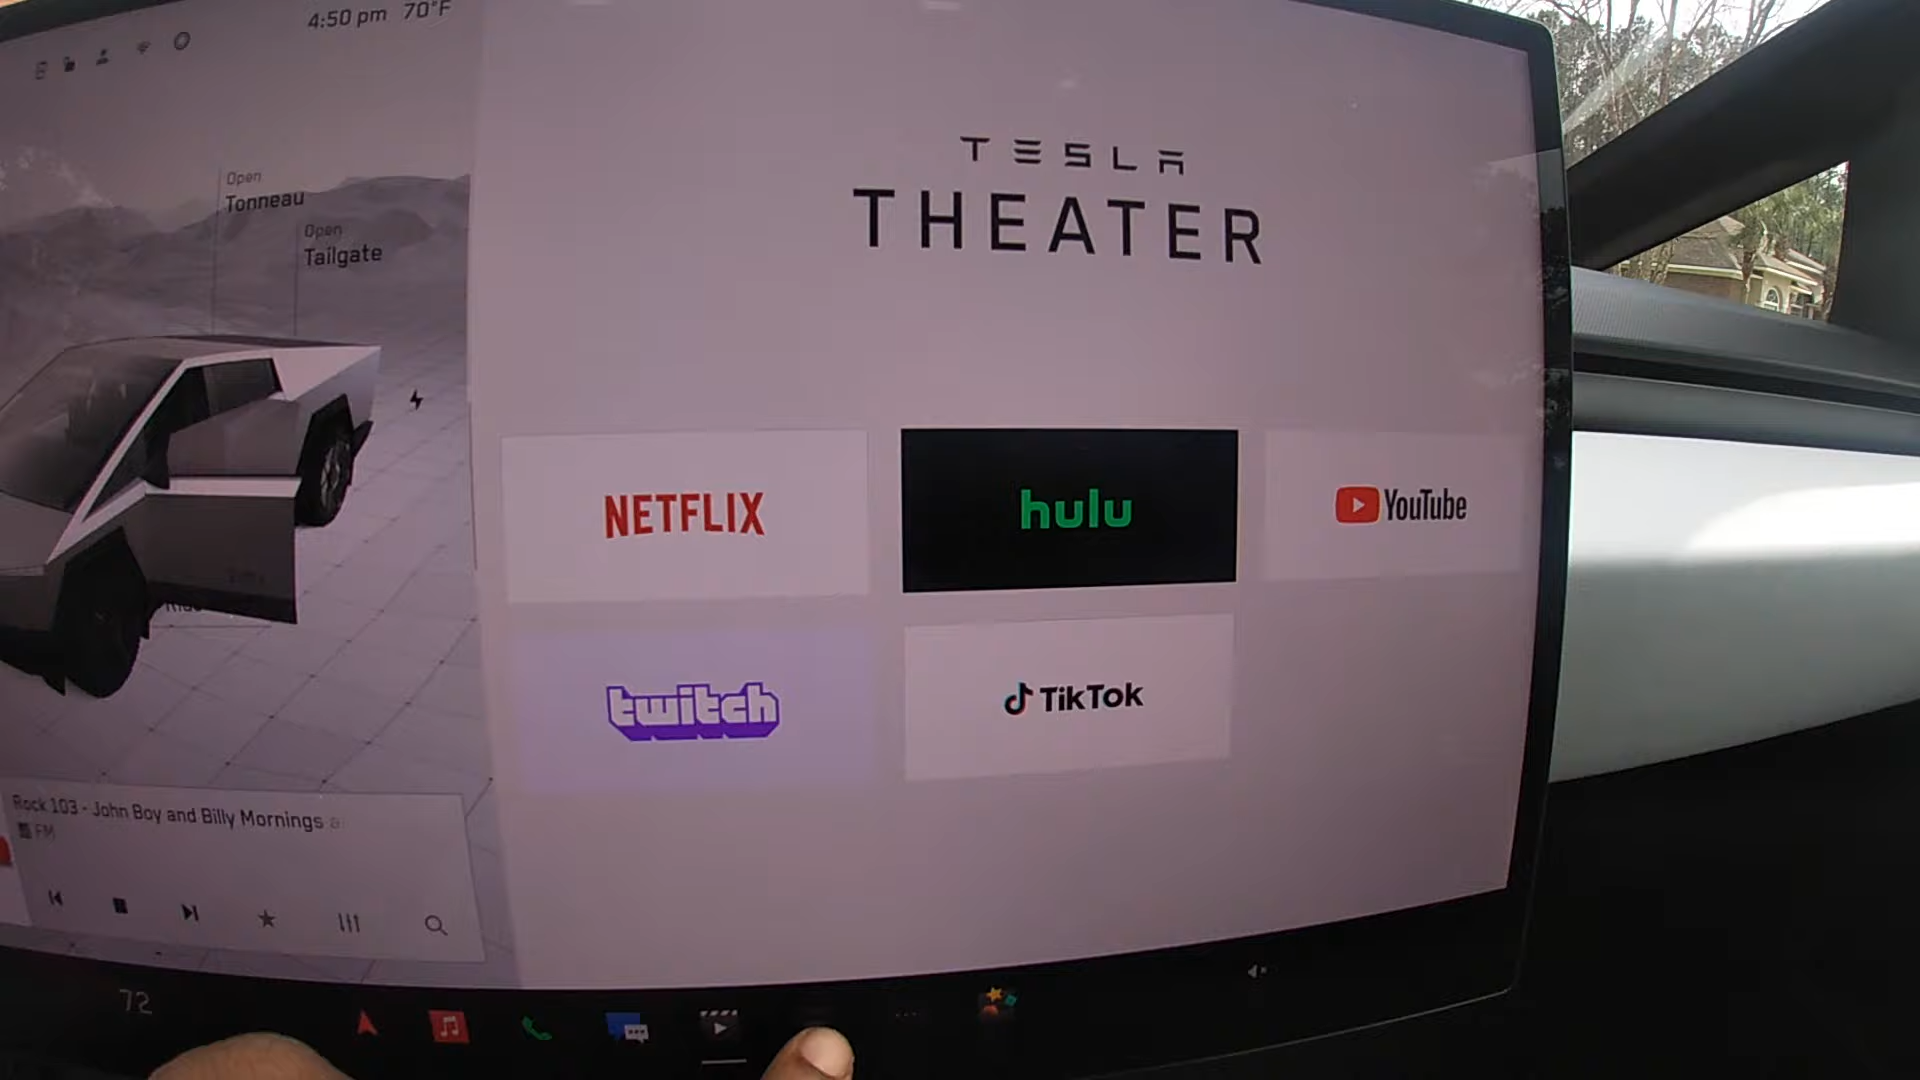 4:50 pm 70°F
Open
Tonneau
Open
Tailgate
TESLA
THEATER
NETFLIX
hulu
YouTube
twitch
TikTok
Rock 103 - John Boy and Billy Mornings
FM
72